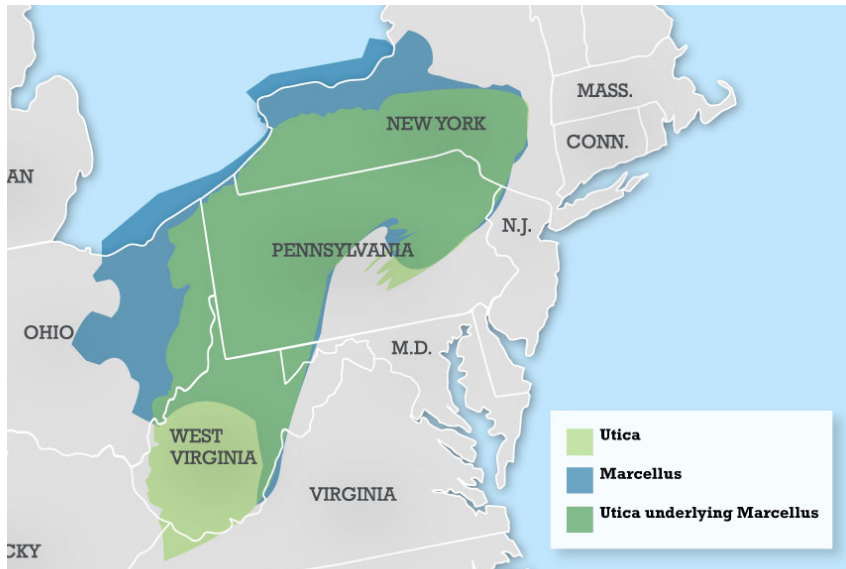 MASS.
NEW YORK
CONN.
AN
N.J.
PENNSYLVANIA
OHIO
M.D.
WEST
VIRGINIA
VIRGINIA
CKY
Utica
Marcellus
Utica underlying Marcellus